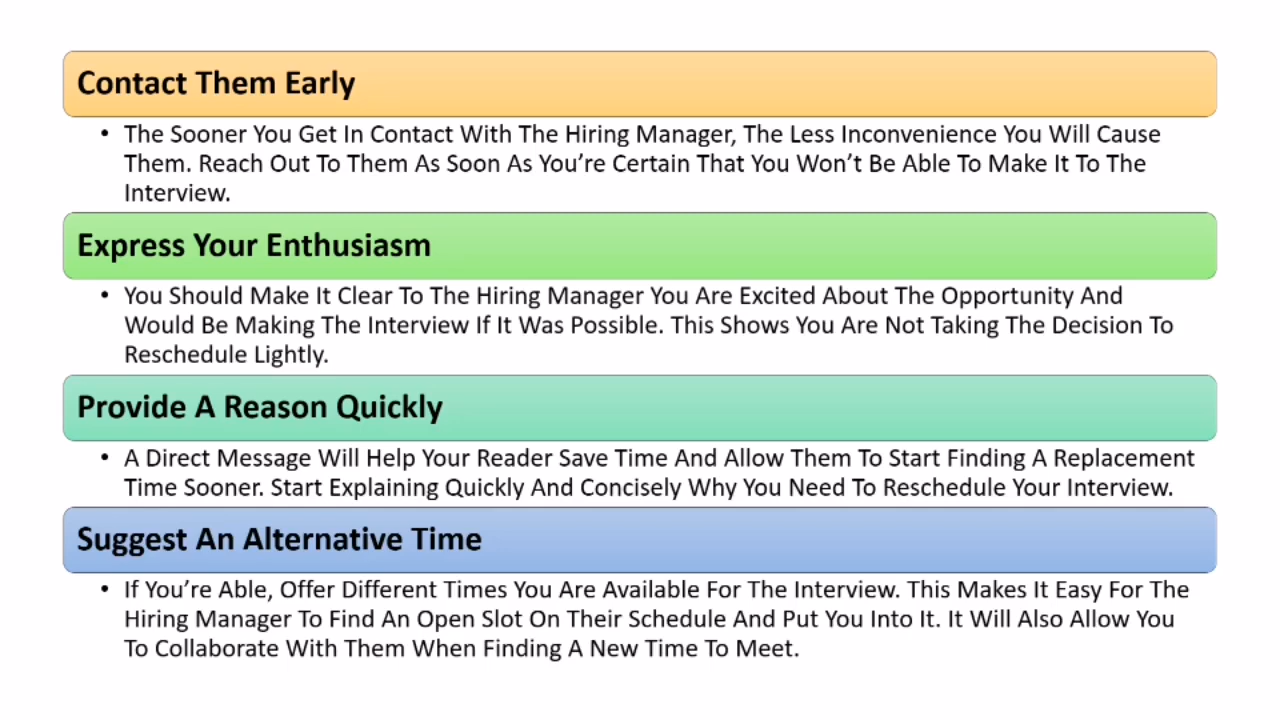 Contact Them Early
• The Sooner You Get In Contact With The Hiring Manager, The Less Inconvenience You Will Cause
Them. Reach Out To Them As Soon As You’re Certain That You Won’t Be Able To Make It To The
Interview.
Express Your Enthusiasm
• You Should Make It Clear To The Hiring Manager You Are Excited About The Opportunity And
Would Be Making The Interview If It Was Possible. This Shows You Are Not Taking The Decision To
Reschedule Lightly.
Provide A Reason Quickly
• A Direct Message Will Help Your Reader Save Time And Allow Them To Start Finding A Replacement
Time Sooner. Start Explaining Quickly And Concisely Why You Need To Reschedule Your Interview.
Suggest An Alternative Time
• If You’re Able, Offer Different Times You Are Available For The Interview. This Makes It Easy For The
Hiring Manager To Find An Open Slot On Their Schedule And Put You Into It. It Will Also Allow You
To Collaborate With Them When Finding A New Time To Meet.